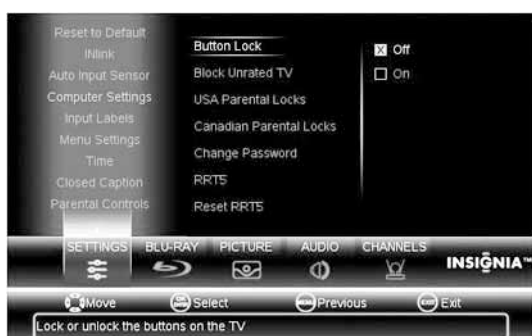 Reset to Default
INlink
Auto Input Sensor
Computer Settings
Input Labels
Menu Settings
Time
Closed Caption
Parental Controls
Button Lock
Block Unrated TV
USA Parental Locks
Canadian Parental Locks
Change Password
RRT5
Reset RRT5
X Off
On
SETTINGS BLU-RAY PICTURE AUDIO CHANNELS
INSIGNIA™
Move Select Previous EXIT Exit
Lock or unlock the buttons on the TV